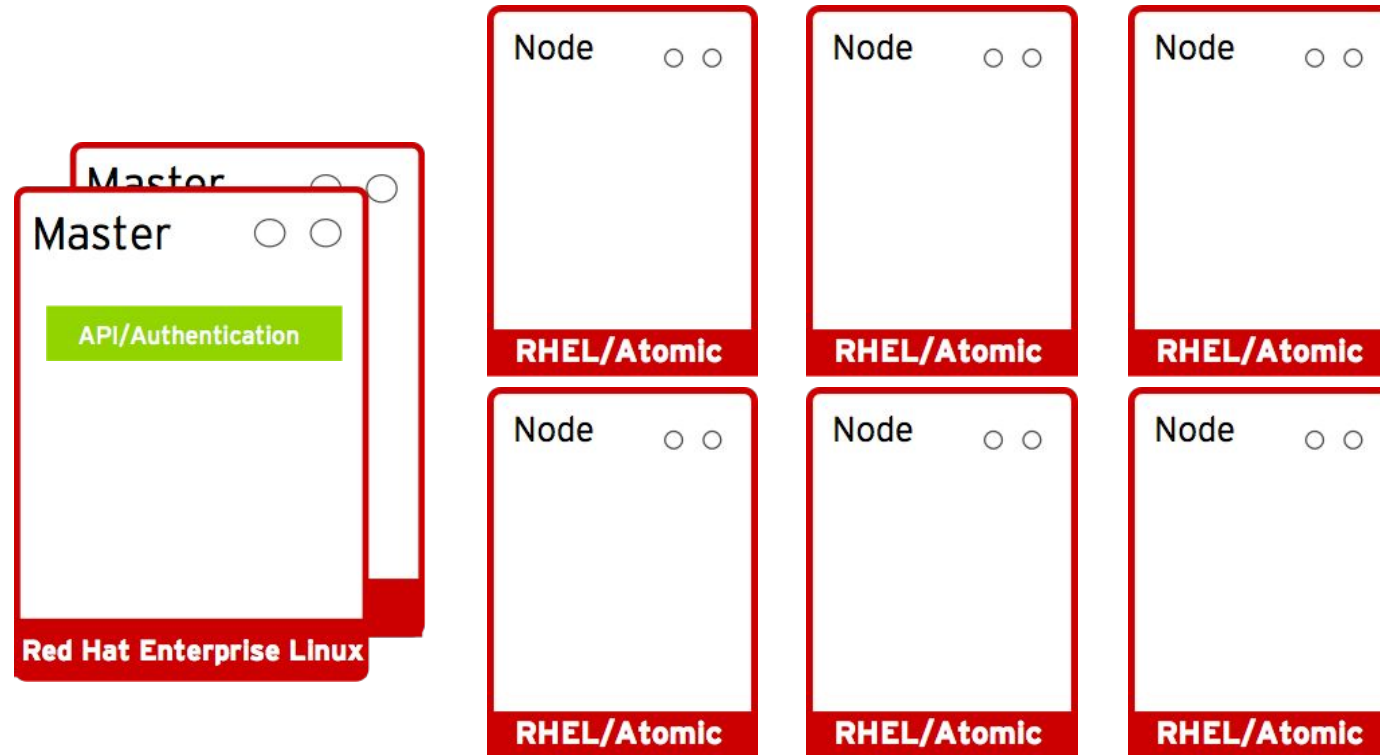 Master
Master
API/Authentication
Red Hat Enterprise Linux
Node
Node
Node
RHEL/Atomic
RHEL/Atomic
RHEL/Atomic
Node
Node
Node
RHEL/Atomic
RHEL/Atomic
RHEL/Atomic